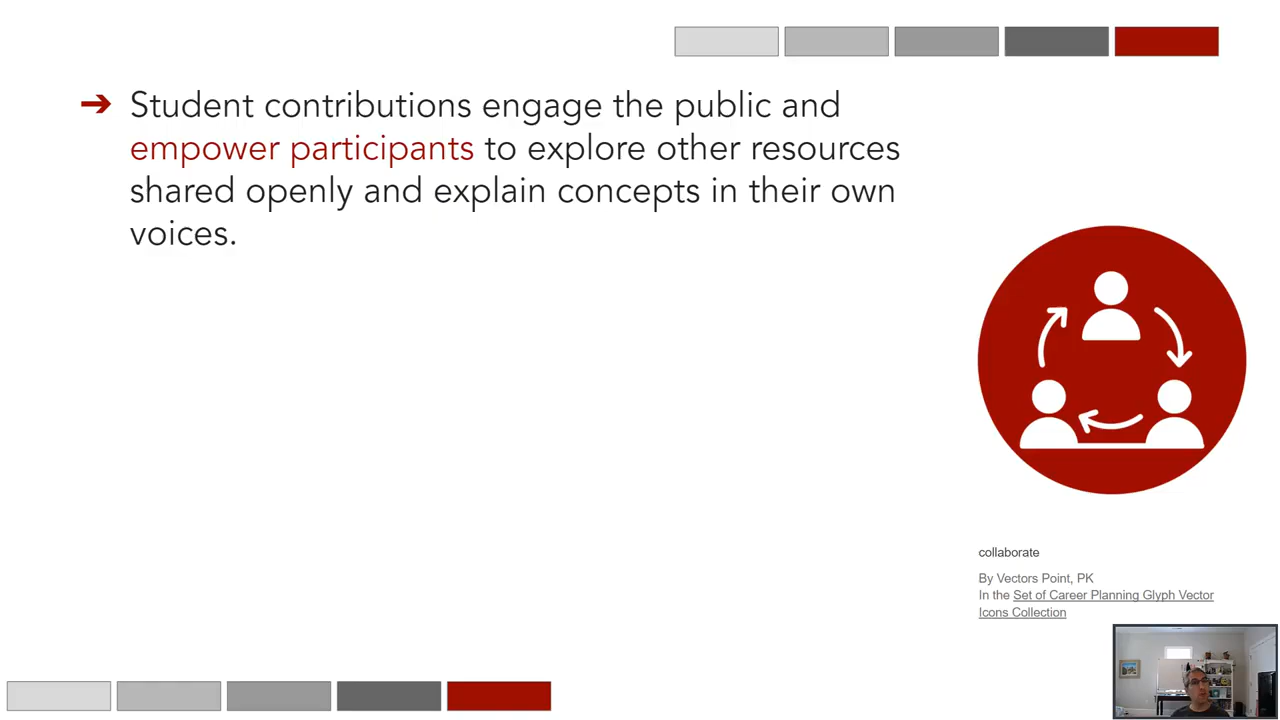 ➔ Student contributions engage the public and
empower participants to explore other resources
shared openly and explain concepts in their own
voices.
collaborate
By Vectors Point, PK
In the Set of Career Planning Glyph Vector
Icons Collection